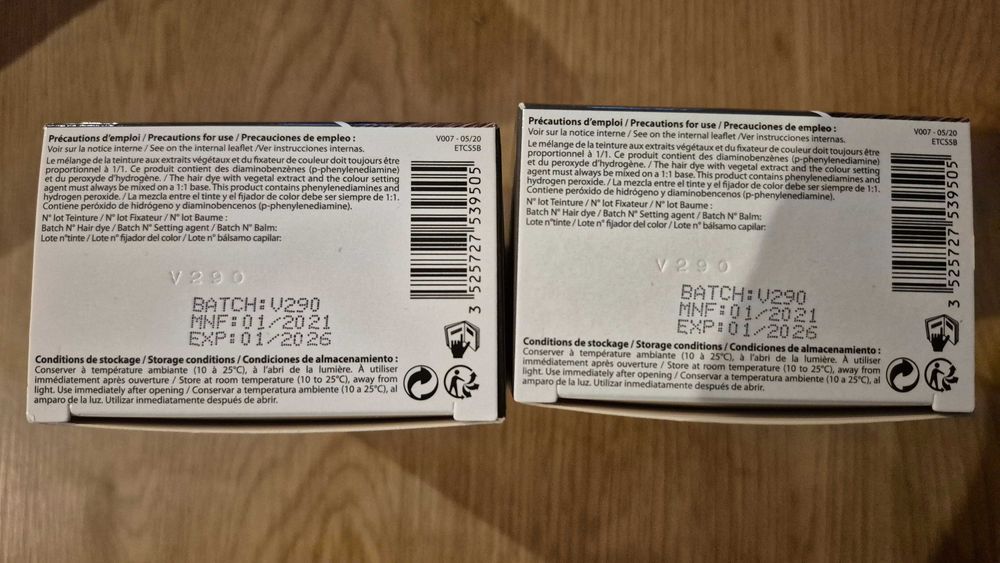 Précautions d'emploi / Precautions for use / Precauciones de empleo :
Voir sur la notice interne / See on the internal leaflet /Ver instrucciones internas.
V007 - 05/20
ETCS5B
Le mélange de la teinture aux extraits végétaux et du fixateur de couleur doit toujours être
proportionnel à 1/1. Ce produit contient des diaminobenzènes (p-phenylenediamine)
et du peroxyde d'hydrogène. / The hair dye with vegetal extract and the colour setting
agent must always be mixed on a 1:1 base. This product contains phenylenediamines and
hydrogen peroxide. / La mezcla entre el tinte y el fijador de color debe ser siempre de 1:1.
Contiene peróxido de hidrógeno y diaminobencenos (p-phenylenediamine).
N° lot Teinture / N° lot Fixateur / N° lot Baume :
Batch N° Hair dye / Batch N° Setting agent / Batch N° Balm:
Lote n°tinte / Lote n° fijador del color / Lote n° bálsamo capilar:
3 525727 539505
V290
BATCH:V290
MNF:01/2021
EXP:01/2026
Conditions de stockage / Storage conditions / Condiciones de almacenamiento :
Conserver à température ambiante (10 à 25°C), à l'abri de la lumière. À utiliser
immédiatement après ouverture / Store at room temperature (10 to 25°C), away from
light. Use immediately after opening / Conservar a temperatura ambiente (10 a 25°C), al
amparo de la luz. Utilizar inmediatamente después de abrir.
Précautions d'emploi / Precautions for use / Precauciones de empleo :
Voir sur la notice interne / See on the internal leaflet /Ver instrucciones internas.
V007 - 05/20
ETCS5B
Le mélange de la teinture aux extraits végétaux et du fixateur de couleur doit toujours être
proportionnel à 1/1. Ce produit contient des diaminobenzènes (p-phenylenediamine)
et du peroxyde d'hydrogène. / The hair dye with vegetal extract and the colour setting
agent must always be mixed on a 1:1 base. This product contains phenylenediamines and
hydrogen peroxide. / La mezcla entre el tinte y el fijador de color debe ser siempre de 1:1.
Contiene peróxido de hidrógeno y diaminobencenos (p-phenylenediamine).
N° lot Teinture / N° lot Fixateur / N° lot Baume :
Batch N° Hair dye / Batch N° Setting agent / Batch N° Balm:
Lote n°tinte / Lote n° fijador del color / Lote n° bálsamo capilar:
3 525727 539505
V290
BATCH:V290
MNF:01/2021
EXP:01/2026
Conditions de stockage / Storage conditions / Condiciones de almacenamiento :
Conserver à température ambiante (10 à 25°C), à l'abri de la lumière. À utiliser
immédiatement après ouverture / Store at room temperature (10 to 25°C), away from
light. Use immediately after opening / Conservar a temperatura ambiente (10 a 25°C), al
amparo de la luz. Utilizar inmediatamente después de abrir.